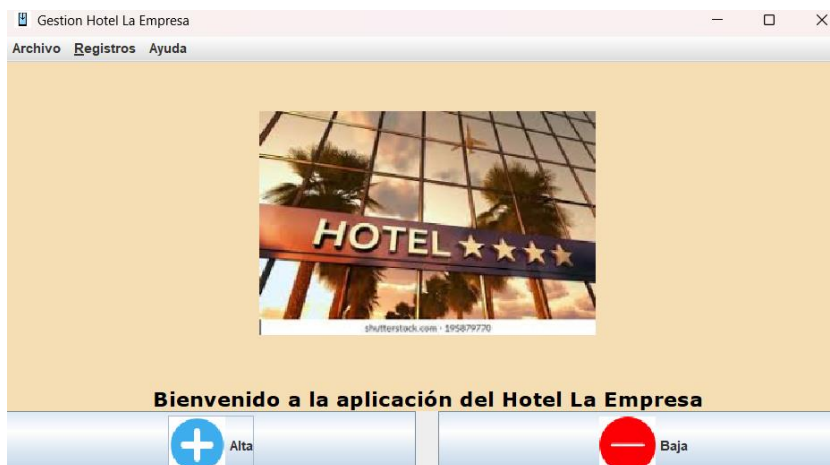 Gestion Hotel La Empresa
Archivo Registros Ayuda
HOTEL
shutterstock.com · 195879770
Bienvenido a la aplicación del Hotel La Empresa
Alta
Baja